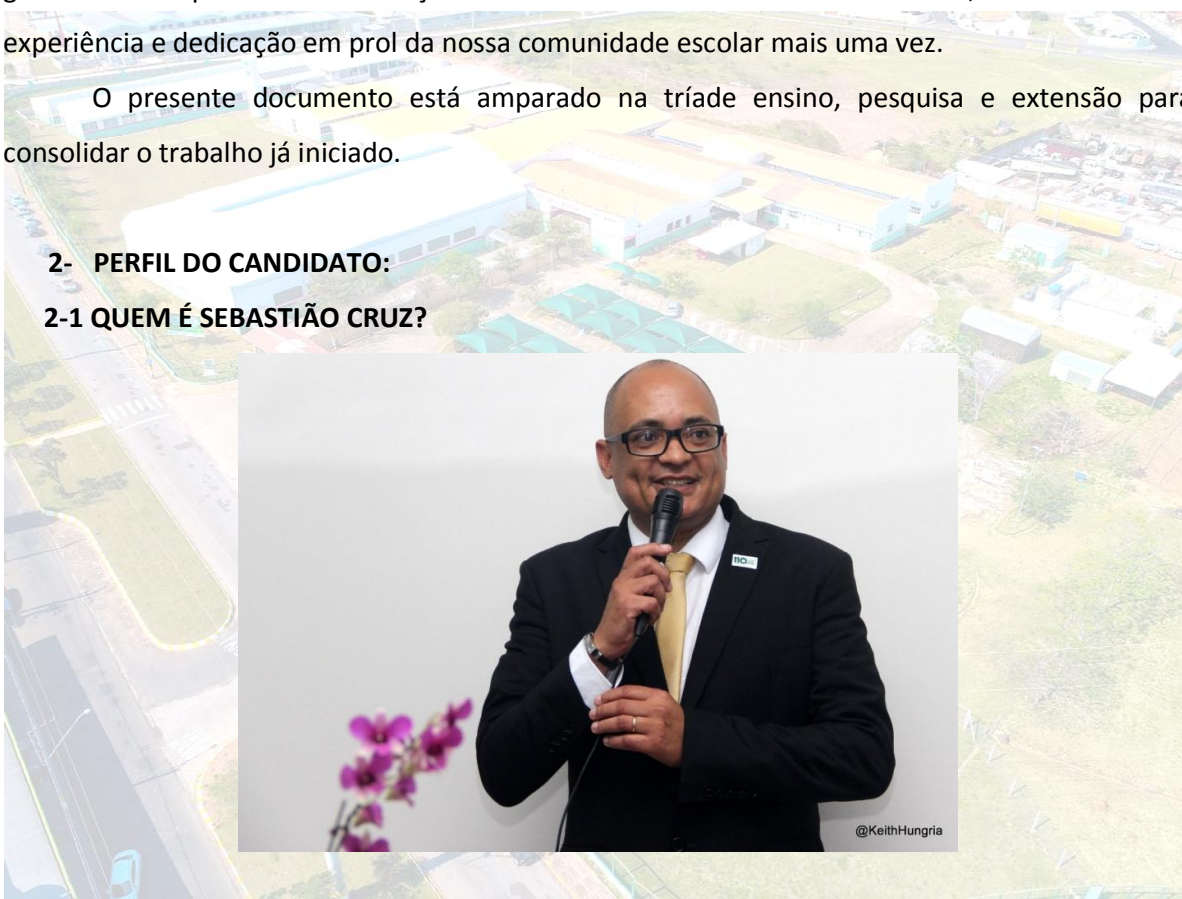 experiência e dedicação em prol da nossa comunidade escolar mais uma vez.
O presente documento está amparado na tríade ensino, pesquisa e extensão para
consolidar o trabalho já iniciado.
2- PERFIL DO CANDIDATO:
2-1 QUEM É SEBASTIÃO CRUZ?
110
@KeithHungria